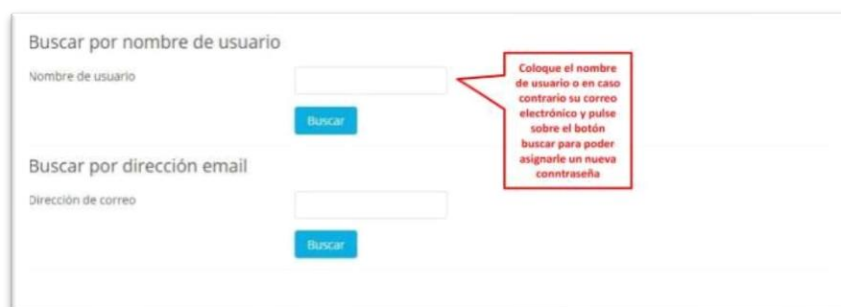 Buscar por nombre de usuario
Nombre de usuario
Buscar
Coloque el nombre
de usuario o en caso
contrario su correo
electrónico y pulse
sobre el botón
buscar para poder
asignarle un nueva
conntraseña
Buscar por dirección email
Dirección de correo
Buscar